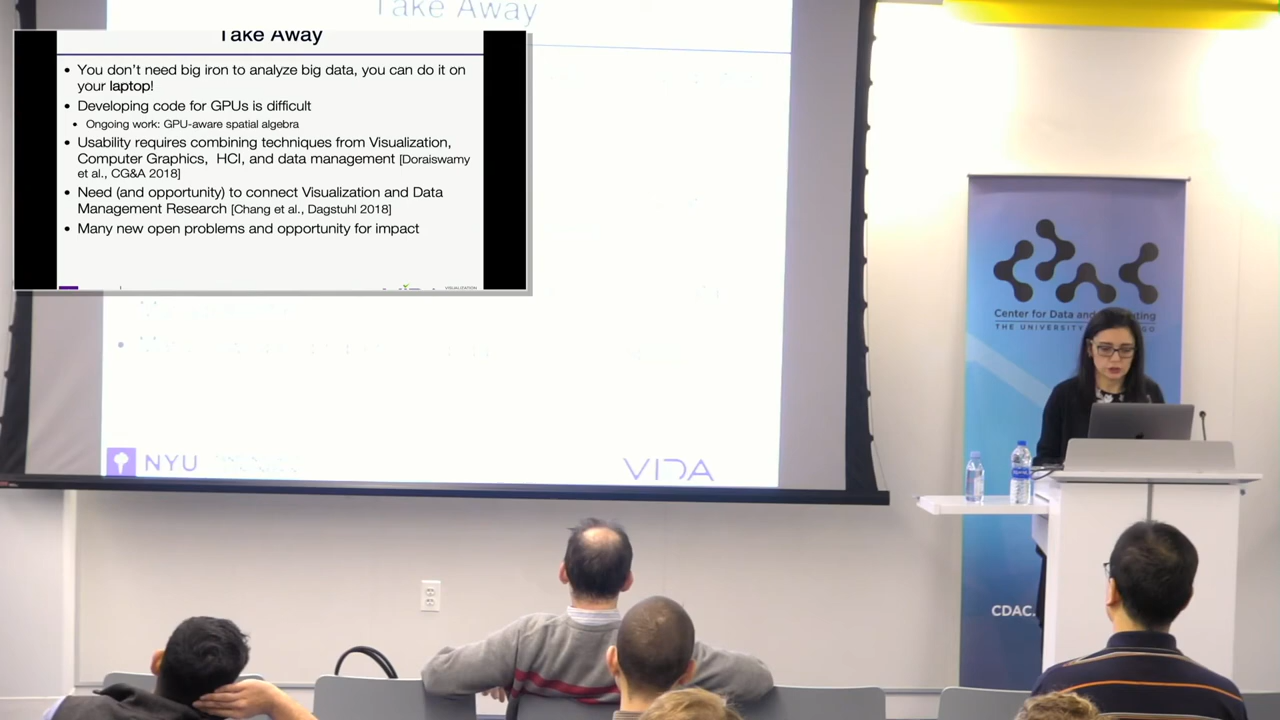 Take Away
Take Away
• You don't need big iron to analyze big data, you can do it on
your laptop!
• Developing code for GPUs is difficult
• Ongoing work: GPU-aware spatial algebra
• Usability requires combining techniques from Visualization,
Computer Graphics, HCI, and data management [Doraiswamy
et al., CG&A 2018]
• Need (and opportunity) to connect Visualization and Data
Management Research [Chang et al., Dagstuhl 2018]
• Many new open problems and opportunity for impact
VISUALIZATION
NYU
VIDA
Center for Data and
THE UNIVERSITY
CDAC.